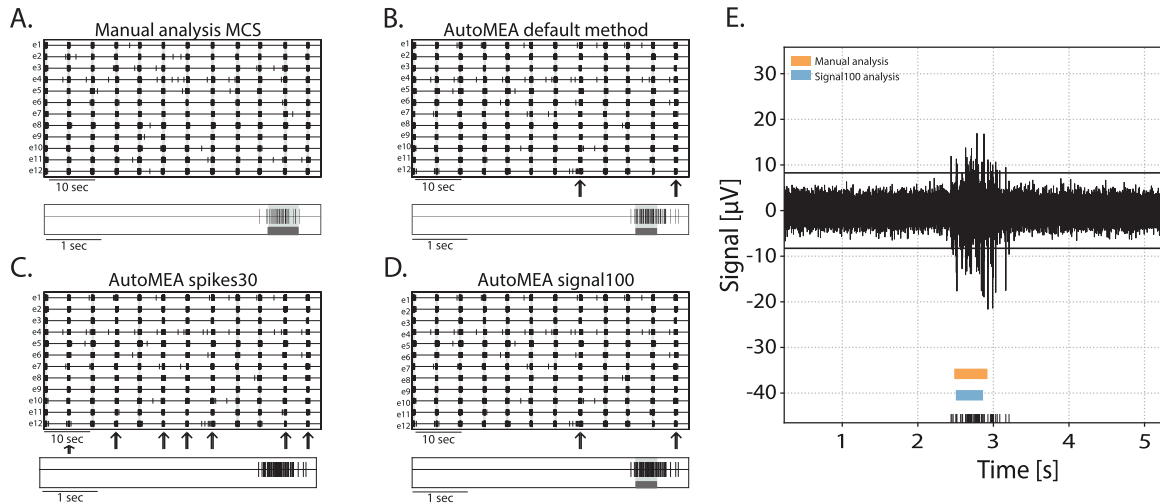 A.
Manual analysis MCS
e1
e2
e3
e4
e5
e6
e7
e8
e9
e10
e11
e12
10 sec
1 sec
B.
AutoMEA default method
e1
e2
e3
e4
e5
e6
e7
e8
e9
e10
e11
e12
10 sec
1 sec
C.
AutoMEA spikes30
e1
e2
e3
e4
e5
e6
e7
e8
e9
e10
e11
e12
10 sec
1 sec
D.
AutoMEA signal100
e1
e2
e3
e4
e5
e6
e7
e8
e9
e10
e11
e12
10 sec
1 sec
E.
Manual analysis
Signal100 analysis
Signal [µV]
30
20
10
0
-10
-20
-30
-40
1 2 3 4 5
Time [s]